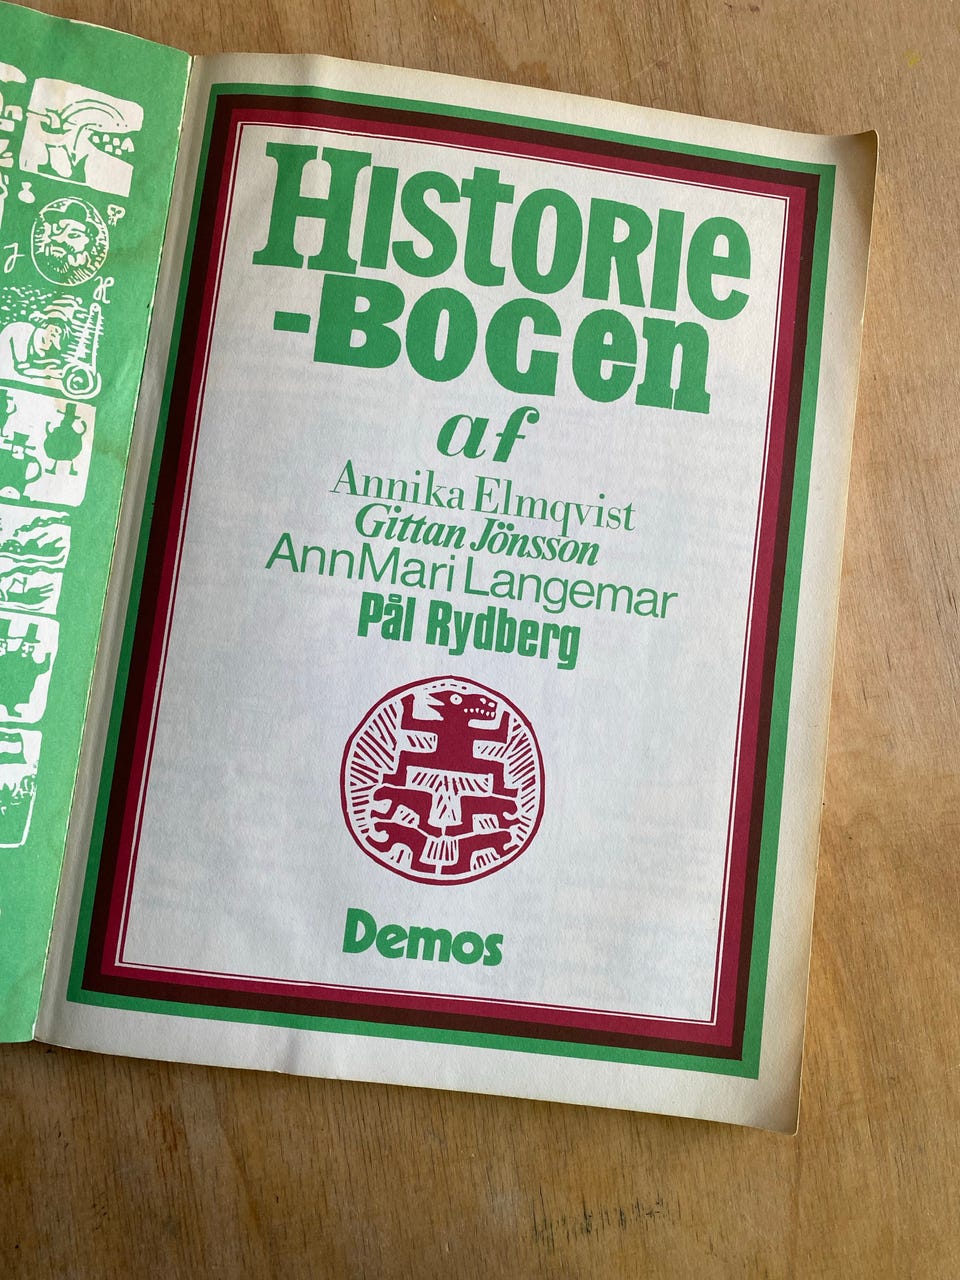 Historie
-Bogen
af
Annika Elmqvist
Gittan Jönsson
AnnMari Langemar
Pål Rydberg
Demos